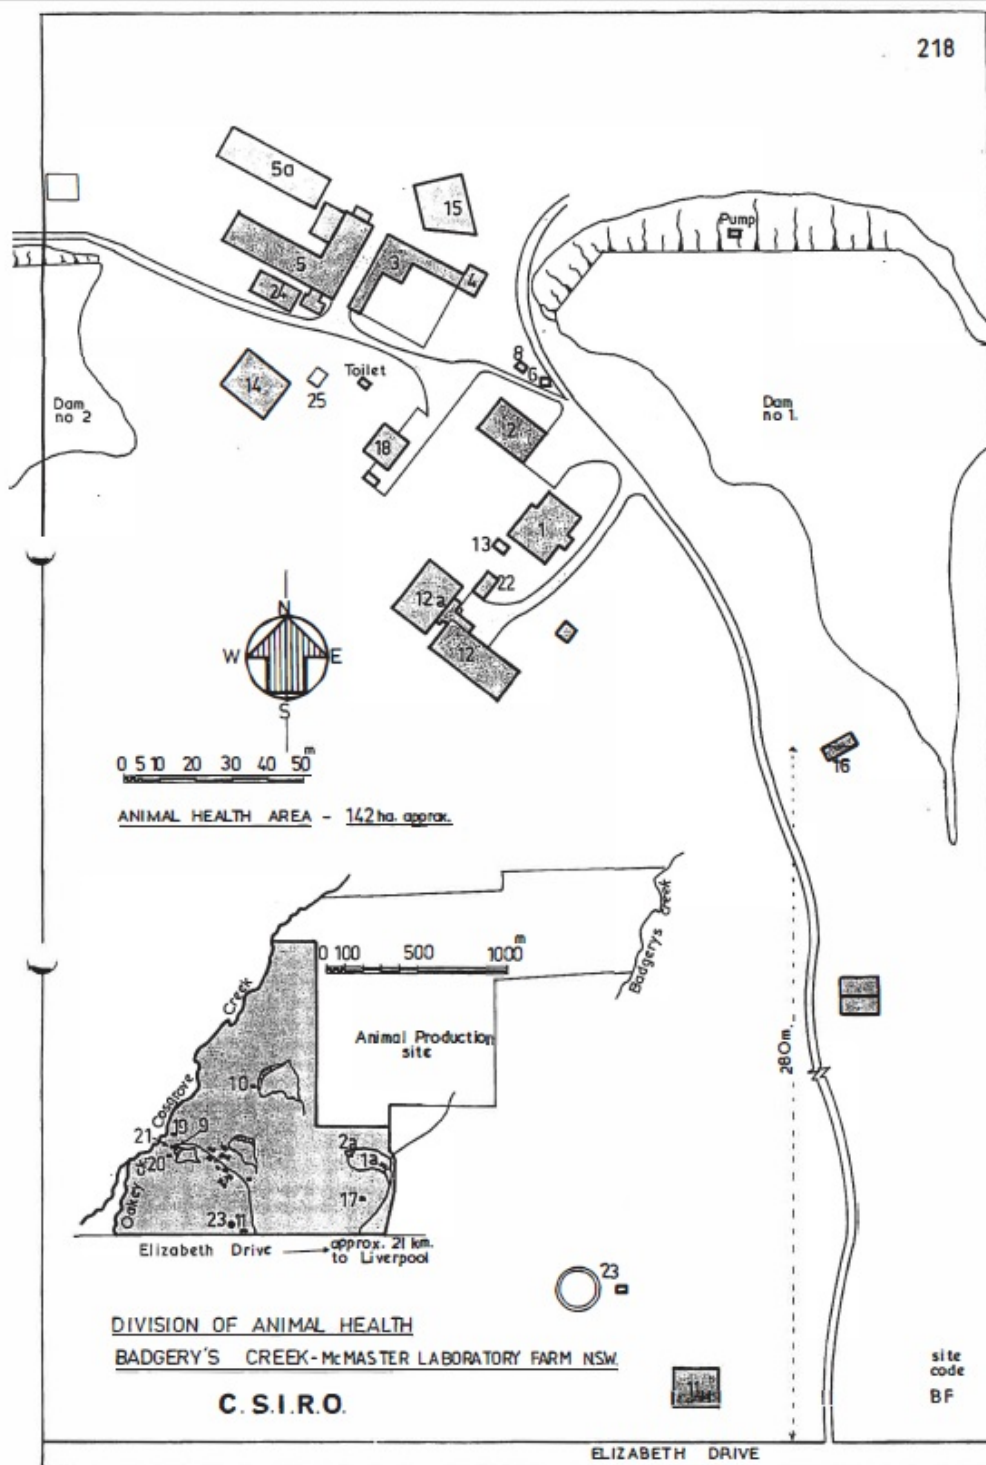 218
5a
15
Pump
5
3
4
24
8
6
Toilet
14
25
Dam
no 2
Dam
no 1.
2
18
1
13
22
12a
12
N
W E
S
16
0 5 10 20 30 40 50 m
ANIMAL HEALTH AREA - 142 ha. approx.
Badgerys Creek
0 100 500 1000 m
Cosgrove Creek
Animal Production
site
280m.
10
21 19 9
20
Oakey ck
2a
1a
17
23 11
Elizabeth Drive
approx. 21 km.
to Liverpool
23
DIVISION OF ANIMAL HEALTH
BADGERY'S CREEK-McMASTER LABORATORY FARM NSW.
C.S.I.R.O.
11
site
code
BF
ELIZABETH DRIVE